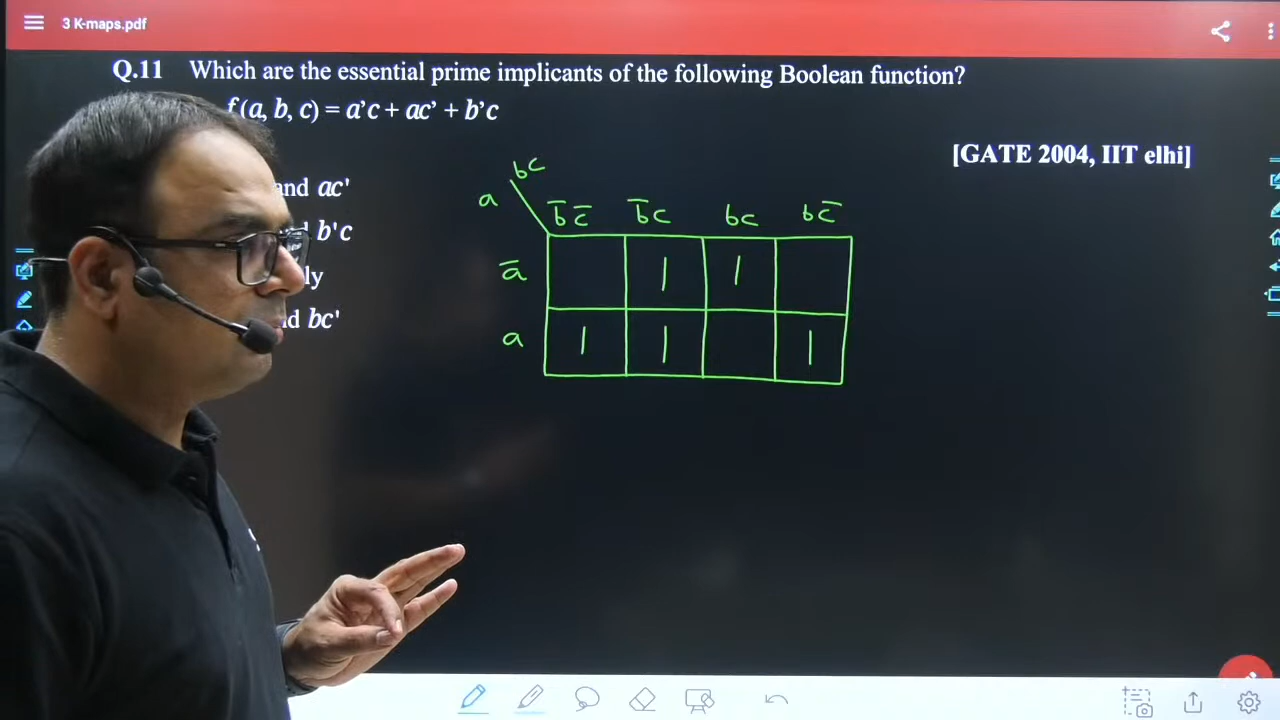 3 K-maps.pdf
Q.11 Which are the essential prime implicants of the following Boolean function?
f(a, b, c) = a’c + ac’ + b’c
[GATE 2004, IIT elhi]
and ac'
b'c
bc'
bc
a
b̅c̅ b̅c bc bc̅
a̅ 1 1
a 1 1 1